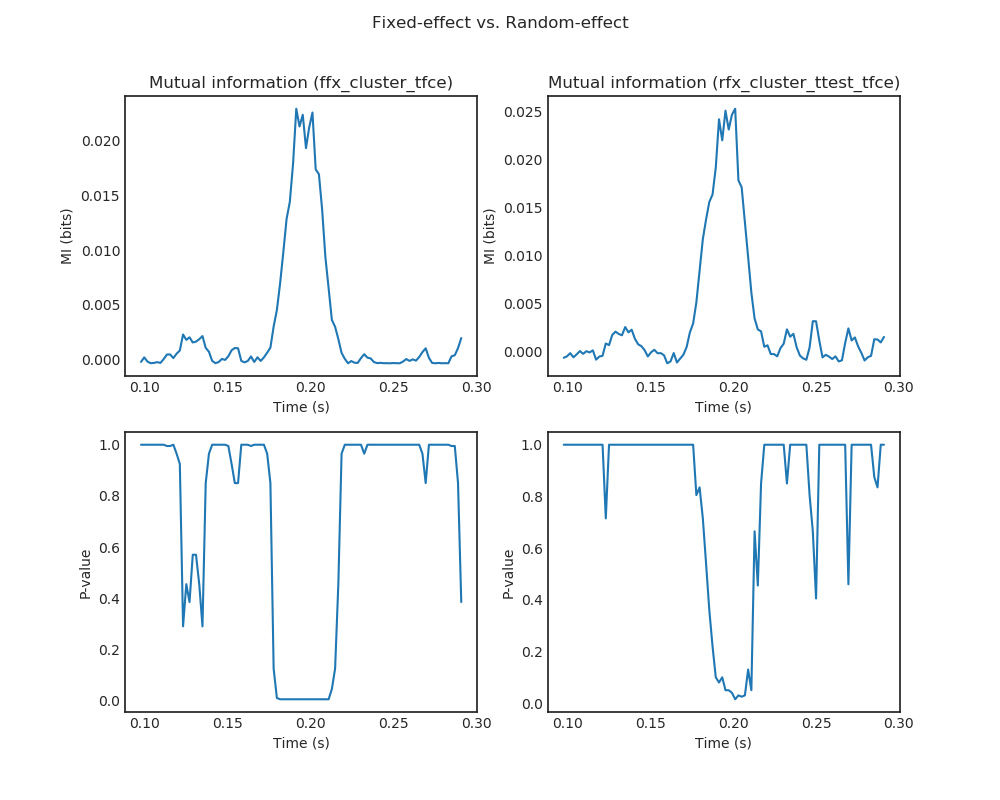 Fixed-effect vs. Random-effect
Mutual information (ffx_cluster_tfce)
MI (bits)
0.020
0.015
0.010
0.005
0.000
0.10 0.15 0.20 0.25 0.30
Time (s)
Mutual information (rfx_cluster_ttest_tfce)
MI (bits)
0.025
0.020
0.015
0.010
0.005
0.000
0.10 0.15 0.20 0.25 0.30
Time (s)
P-value
1.0
0.8
0.6
0.4
0.2
0.0
0.10 0.15 0.20 0.25 0.30
Time (s)
P-value
1.0
0.8
0.6
0.4
0.2
0.0
0.10 0.15 0.20 0.25 0.30
Time (s)